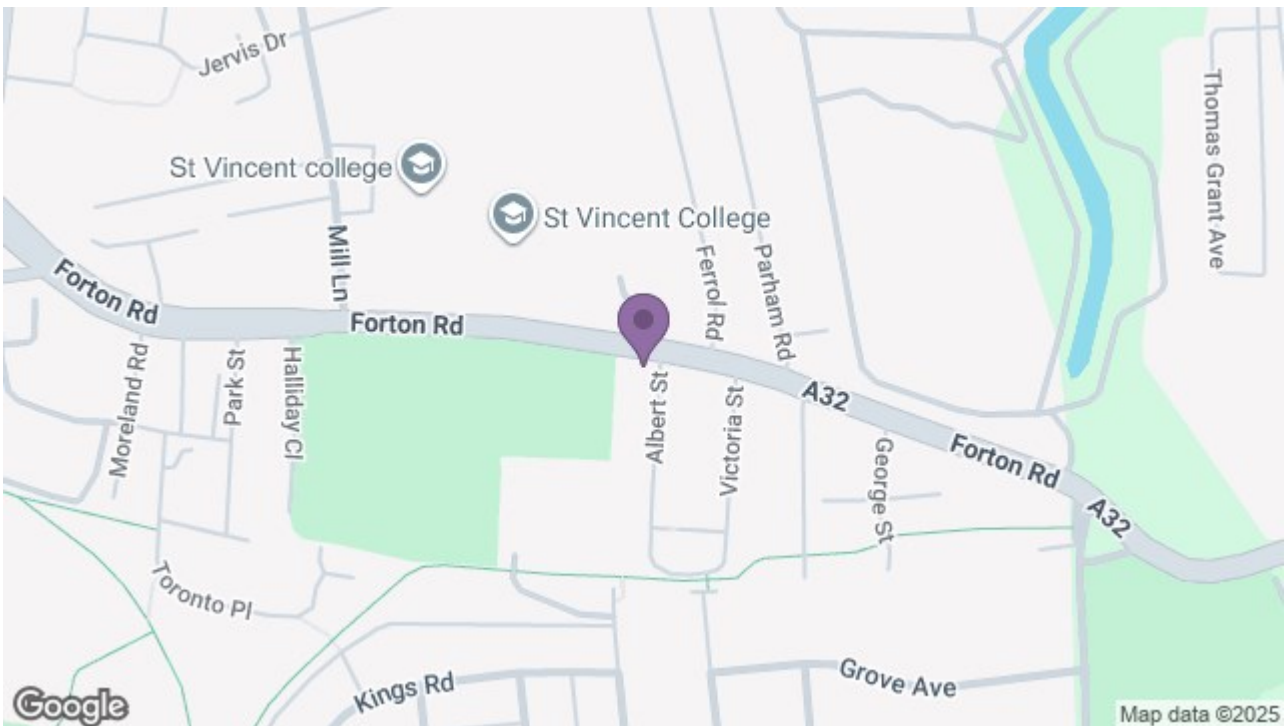 Jervis Dr
St Vincent college
St Vincent College
Thomas Grant Ave
Mill Ln
Ferrol Rd
Parham Rd
Forton Rd
Forton Rd
Moreland Rd
Park St
Halliday Cl
Albert St
Victoria St
A32
George St
Forton Rd
A32
Toronto Pl
Kings Rd
Grove Ave
Google
Map data ©2025